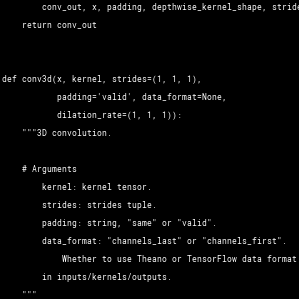 conv_out, x, padding, depthwise_kernel_shape, stride
return conv_out
def conv3d(x, kernel, strides=(1, 1, 1),
padding='valid', data_format=None,
dilation_rate=(1, 1, 1)):
"""3D convolution.
# Arguments
kernel: kernel tensor.
strides: strides tuple.
padding: string, "same" or "valid".
data_format: "channels_last" or "channels_first".
Whether to use Theano or TensorFlow data format
in inputs/kernels/outputs.
"""